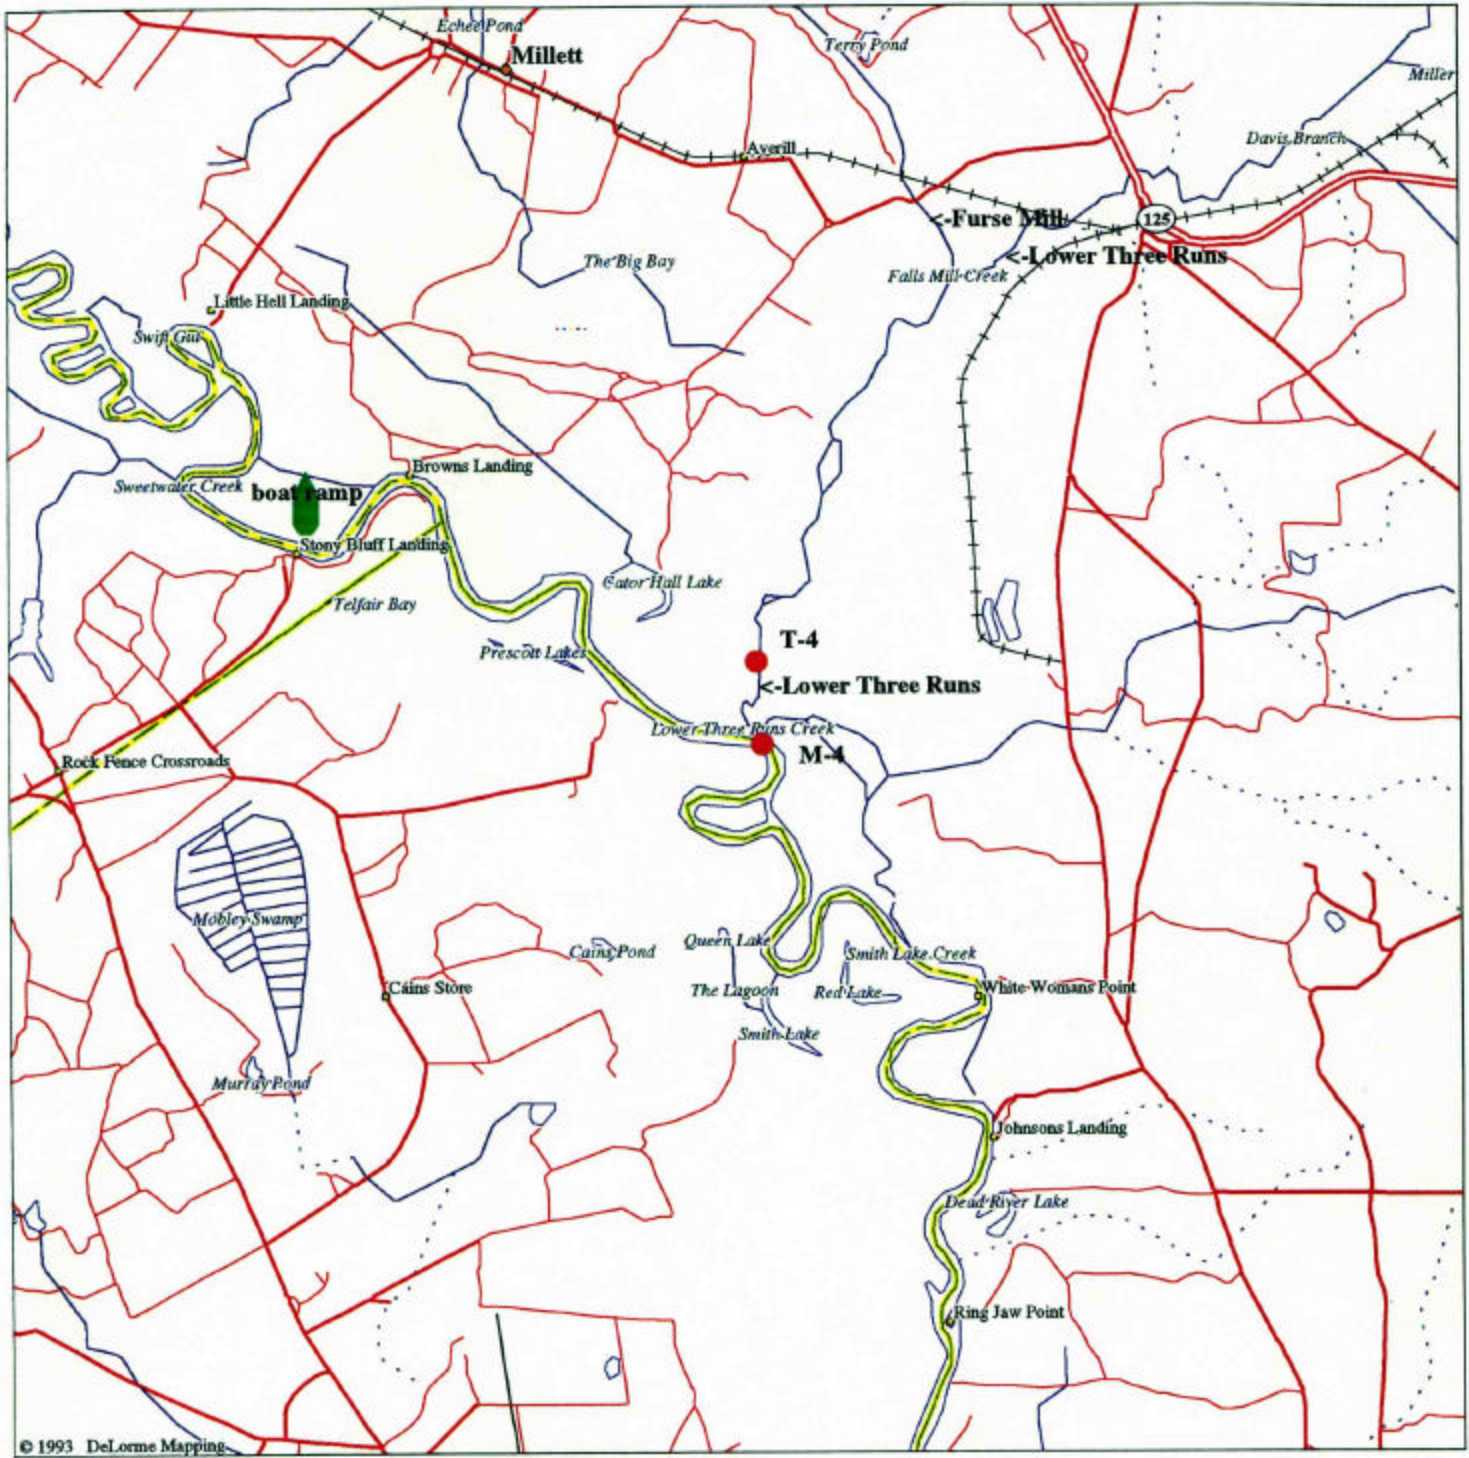 Echee Pond
Millett
Terry Pond
Miller
Davis Branch
Averill
<-Furse Mill
125
<-Lower Three Runs
The Big Bay
Falls Mill Creek
Little Hell Landing
Swift Gut
Browns Landing
Sweetwater Creek
boat ramp
Stony Bluff Landing
Gator Hall Lake
Telfair Bay
T-4
Prescott Lakes
<-Lower Three Runs
Lower Three Runs Creek
M-4
Rock Fence Crossroads
Mobley Swamp
Queen Lake
Cains Pond
Smith Lake Creek
Cains Store
The Lagoon
Red Lake
White Womans Point
Smith Lake
Murray Pond
Johnsons Landing
Dead River Lake
Ring Jaw Point
© 1993 DeLorme Mapping